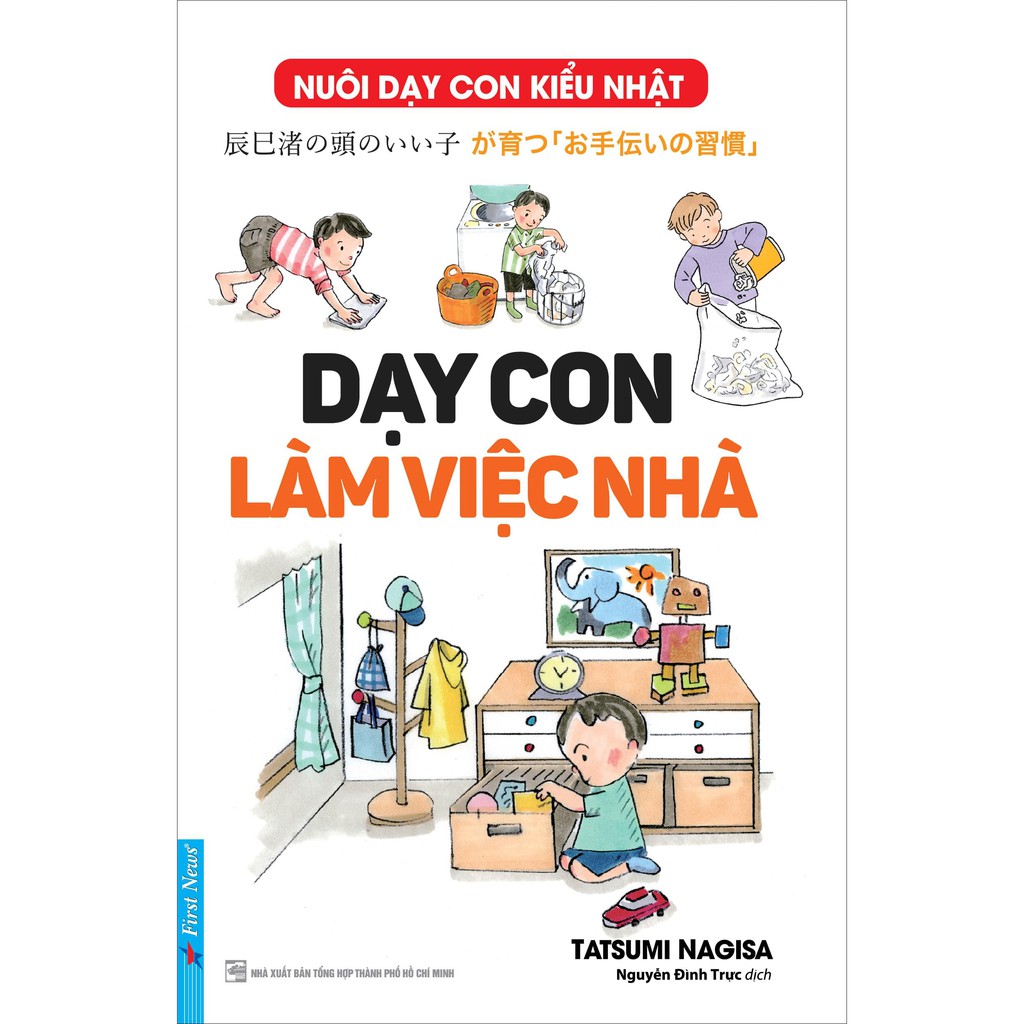 NUÔI DẠY CON KIỂU NHẬT
辰巳渚の頭のいい子 が育つ「お手伝いの習慣」
DẠY CON
LÀM VIỆC NHÀ
First News®
TATSUMI NAGISA
Nguyễn Đình Trực dịch
NHÀ XUẤT BẢN TỔNG HỢP THÀNH PHỐ HỒ CHÍ MINH